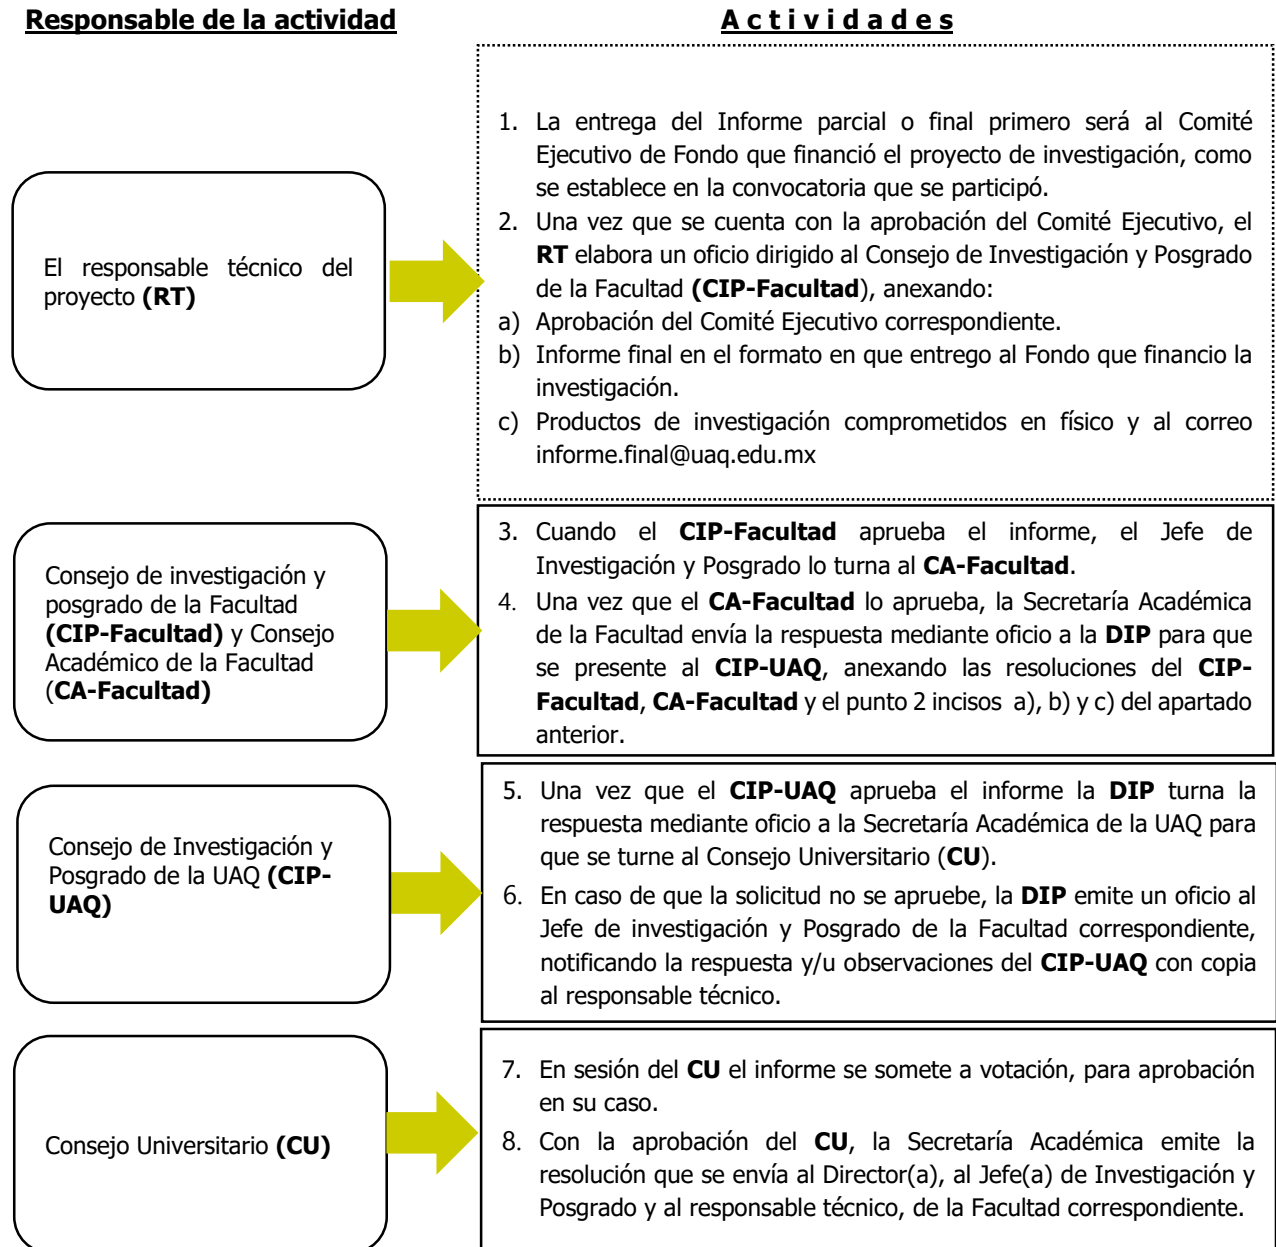 Responsable de la actividad
A c t i v i d a d e s
El responsable técnico del
proyecto (RT)
1. La entrega del Informe parcial o final primero será al Comité
Ejecutivo de Fondo que financió el proyecto de investigación, como
se establece en la convocatoria que se participó.
2. Una vez que se cuenta con la aprobación del Comité Ejecutivo, el
RT elabora un oficio dirigido al Consejo de Investigación y Posgrado
de la Facultad (CIP-Facultad), anexando:
a) Aprobación del Comité Ejecutivo correspondiente.
b) Informe final en el formato en que entrego al Fondo que financio la
investigación.
c) Productos de investigación comprometidos en físico y al correo
informe.final@uaq.edu.mx
Consejo de investigación y
posgrado de la Facultad
(CIP-Facultad) y Consejo
Académico de la Facultad
(CA-Facultad)
3. Cuando el CIP-Facultad aprueba el informe, el Jefe de
Investigación y Posgrado lo turna al CA-Facultad.
4. Una vez que el CA-Facultad lo aprueba, la Secretaría Académica
de la Facultad envía la respuesta mediante oficio a la DIP para que
se presente al CIP-UAQ, anexando las resoluciones del CIP-
Facultad, CA-Facultad y el punto 2 incisos a), b) y c) del apartado
anterior.
Consejo de Investigación y
Posgrado de la UAQ (CIP-
UAQ)
5. Una vez que el CIP-UAQ aprueba el informe la DIP turna la
respuesta mediante oficio a la Secretaría Académica de la UAQ para
que se turne al Consejo Universitario (CU).
6. En caso de que la solicitud no se apruebe, la DIP emite un oficio al
Jefe de investigación y Posgrado de la Facultad correspondiente,
notificando la respuesta y/u observaciones del CIP-UAQ con copia
al responsable técnico.
Consejo Universitario (CU)
7. En sesión del CU el informe se somete a votación, para aprobación
en su caso.
8. Con la aprobación del CU, la Secretaría Académica emite la
resolución que se envía al Director(a), al Jefe(a) de Investigación y
Posgrado y al responsable técnico, de la Facultad correspondiente.